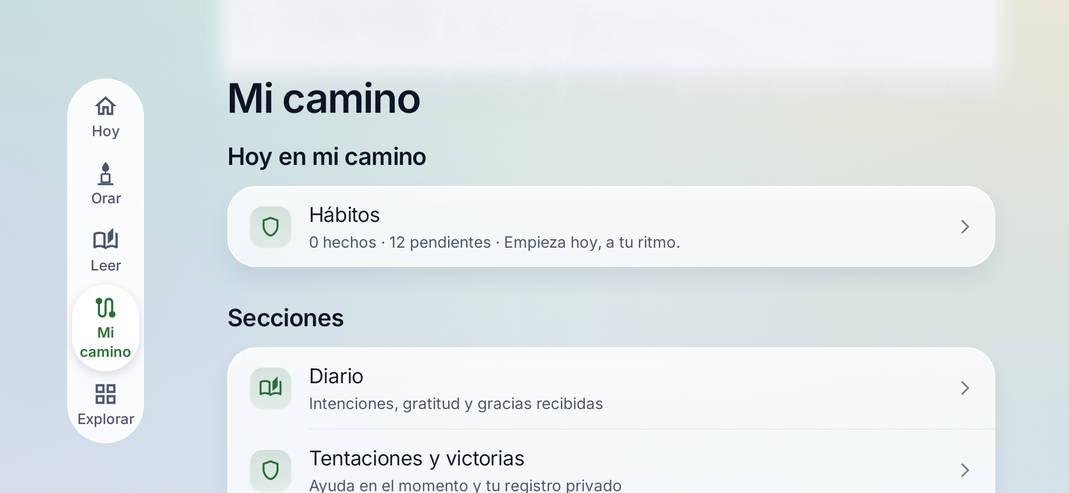 Mi camino
Hoy en mi camino
Hábitos
0 hechos · 12 pendientes · Empieza hoy, a tu ritmo.
Secciones
Diario
Intenciones, gratitud y gracias recibidas
Tentaciones y victorias
Ayuda en el momento y tu registro privado
Hoy
Orar
Leer
Mi
camino
Explorar